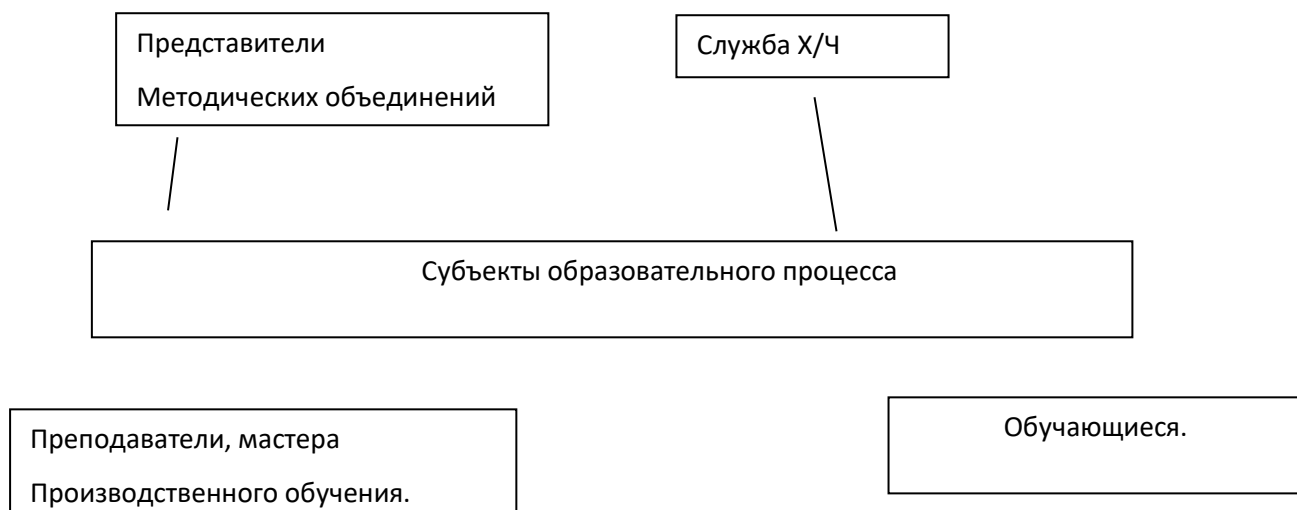 Представители
Методических объединений
Служба Х/Ч
Субъекты образовательного процесса
Преподаватели, мастера
Производственного обучения.
Обучающиеся.